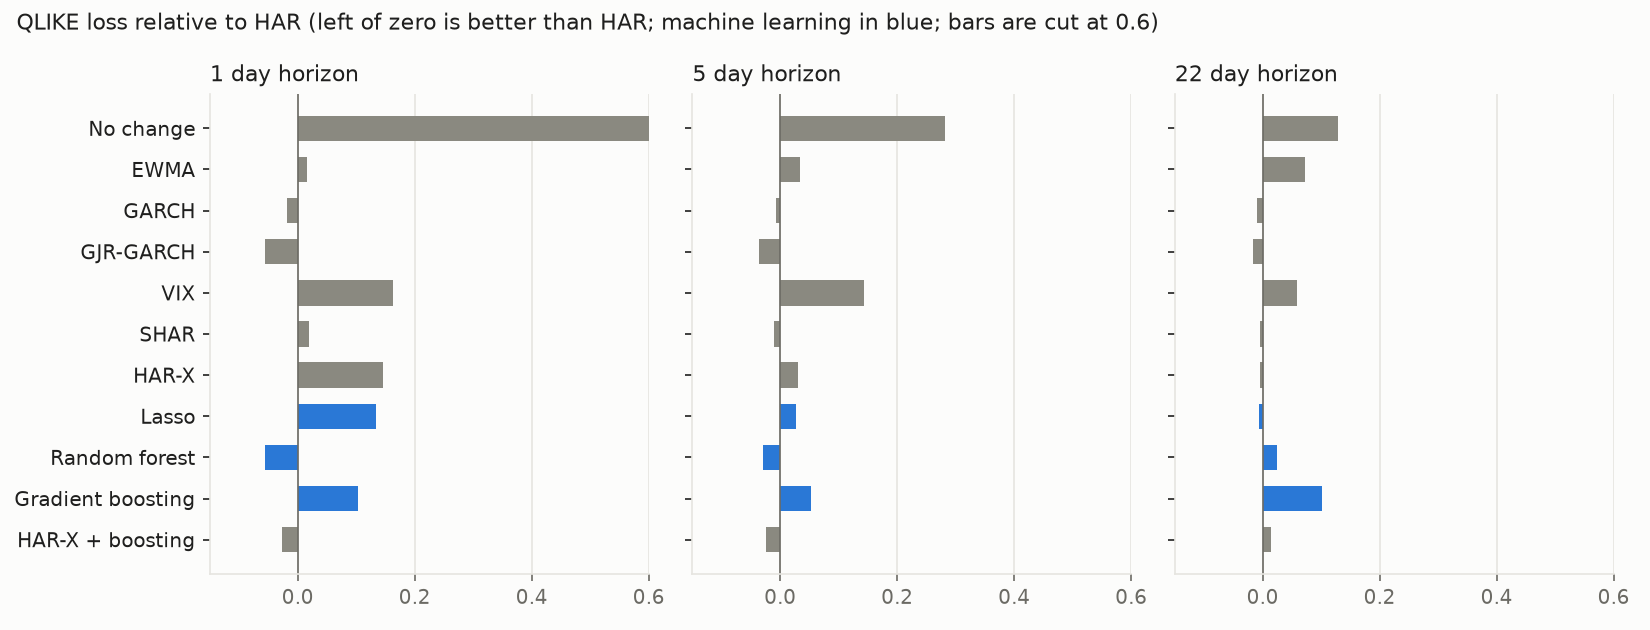 QLIKE loss relative to HAR (left of zero is better than HAR; machine learning in blue; bars are cut at 0.6)
1 day horizon
5 day horizon
22 day horizon
No change
EWMA
GARCH
GJR-GARCH
VIX
SHAR
HAR-X
Lasso
Random forest
Gradient boosting
HAR-X + boosting
0.0 0.2 0.4 0.6
0.0 0.2 0.4 0.6
0.0 0.2 0.4 0.6